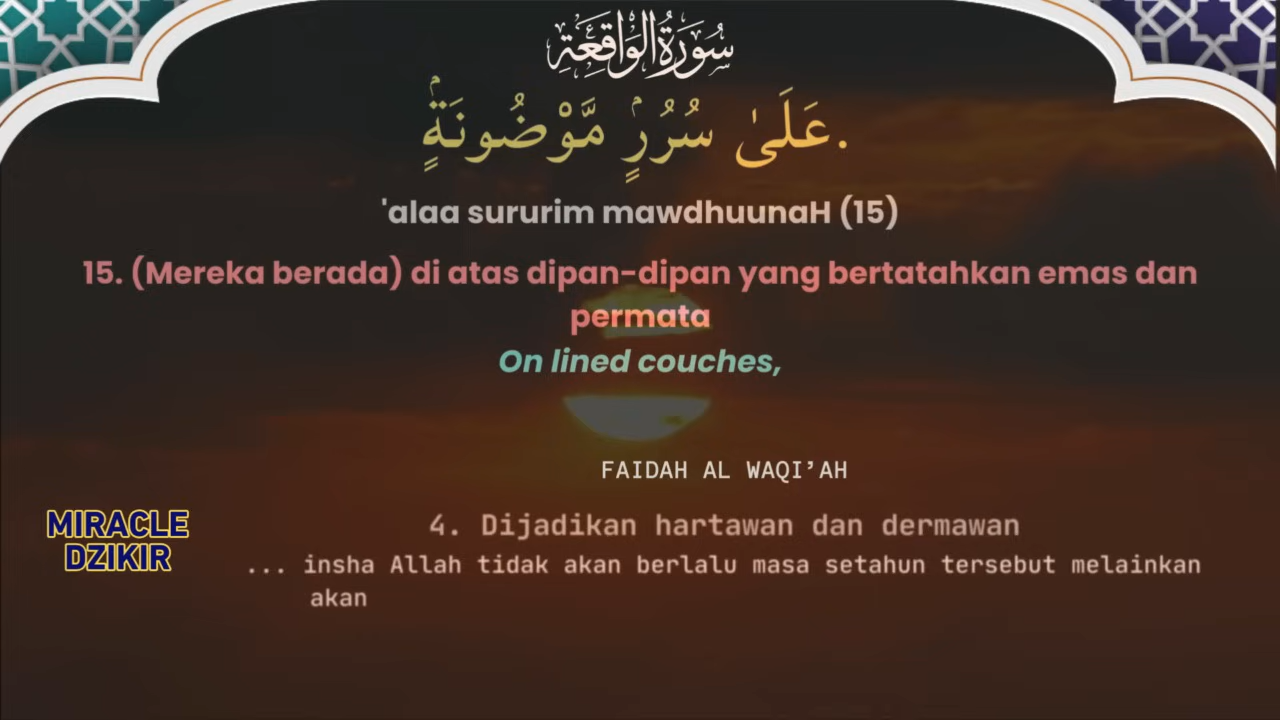 سُورَةُ الْوَاقِعَةِ
عَلَىٰ سُرُرٍۢ مَّوْضُونَةٍۢ.
'alaa sururim mawdhuunaH (15)
15. (Mereka berada) di atas dipan-dipan yang bertatahkan emas dan
permata
On lined couches,
FAIDAH AL WAQI’AH
MIRACLE
DZIKIR
4. Dijadikan hartawan dan dermawan
... insha Allah tidak akan berlalu masa setahun tersebut melainkan
akan